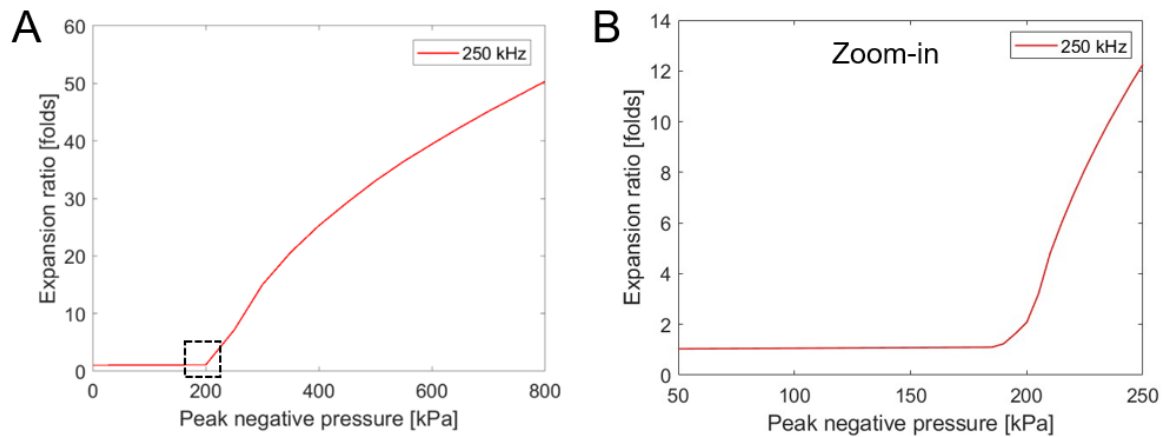 A
60
50
40
30
20
10
0
Expansion ratio [folds]
250 kHz
0 200 400 600 800
Peak negative pressure [kPa]
B
14
12
10
8
6
4
2
0
Expansion ratio [folds]
Zoom-in
250 kHz
50 100 150 200 250
Peak negative pressure [kPa]